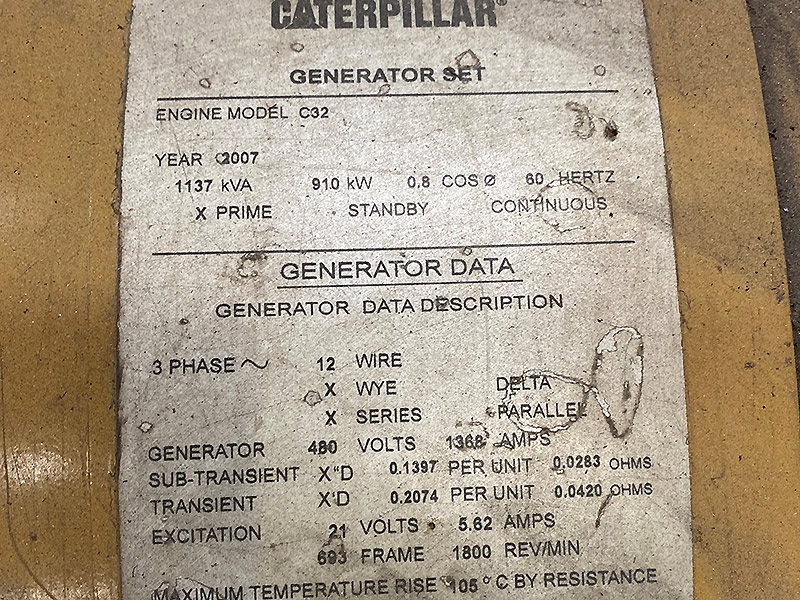 CATERPILLAR®
GENERATOR SET
ENGINE MODEL C32
YEAR 2007
1137 kVA 910 kW 0.8 COS Ø 60 HERTZ
X PRIME STANDBY CONTINUOUS
GENERATOR DATA
GENERATOR DATA DESCRIPTION
3 PHASE ~ 12 WIRE
X WYE DELTA
X SERIES PARALLEL
GENERATOR 480 VOLTS 1368 AMPS
SUB-TRANSIENT X"D 0.1397 PER UNIT 0.0283 OHMS
TRANSIENT X'D 0.2074 PER UNIT 0.0420 OHMS
EXCITATION 21 VOLTS 5.62 AMPS
693 FRAME 1800 REV/MIN
MAXIMUM TEMPERATURE RISE 105 ° C BY RESISTANCE